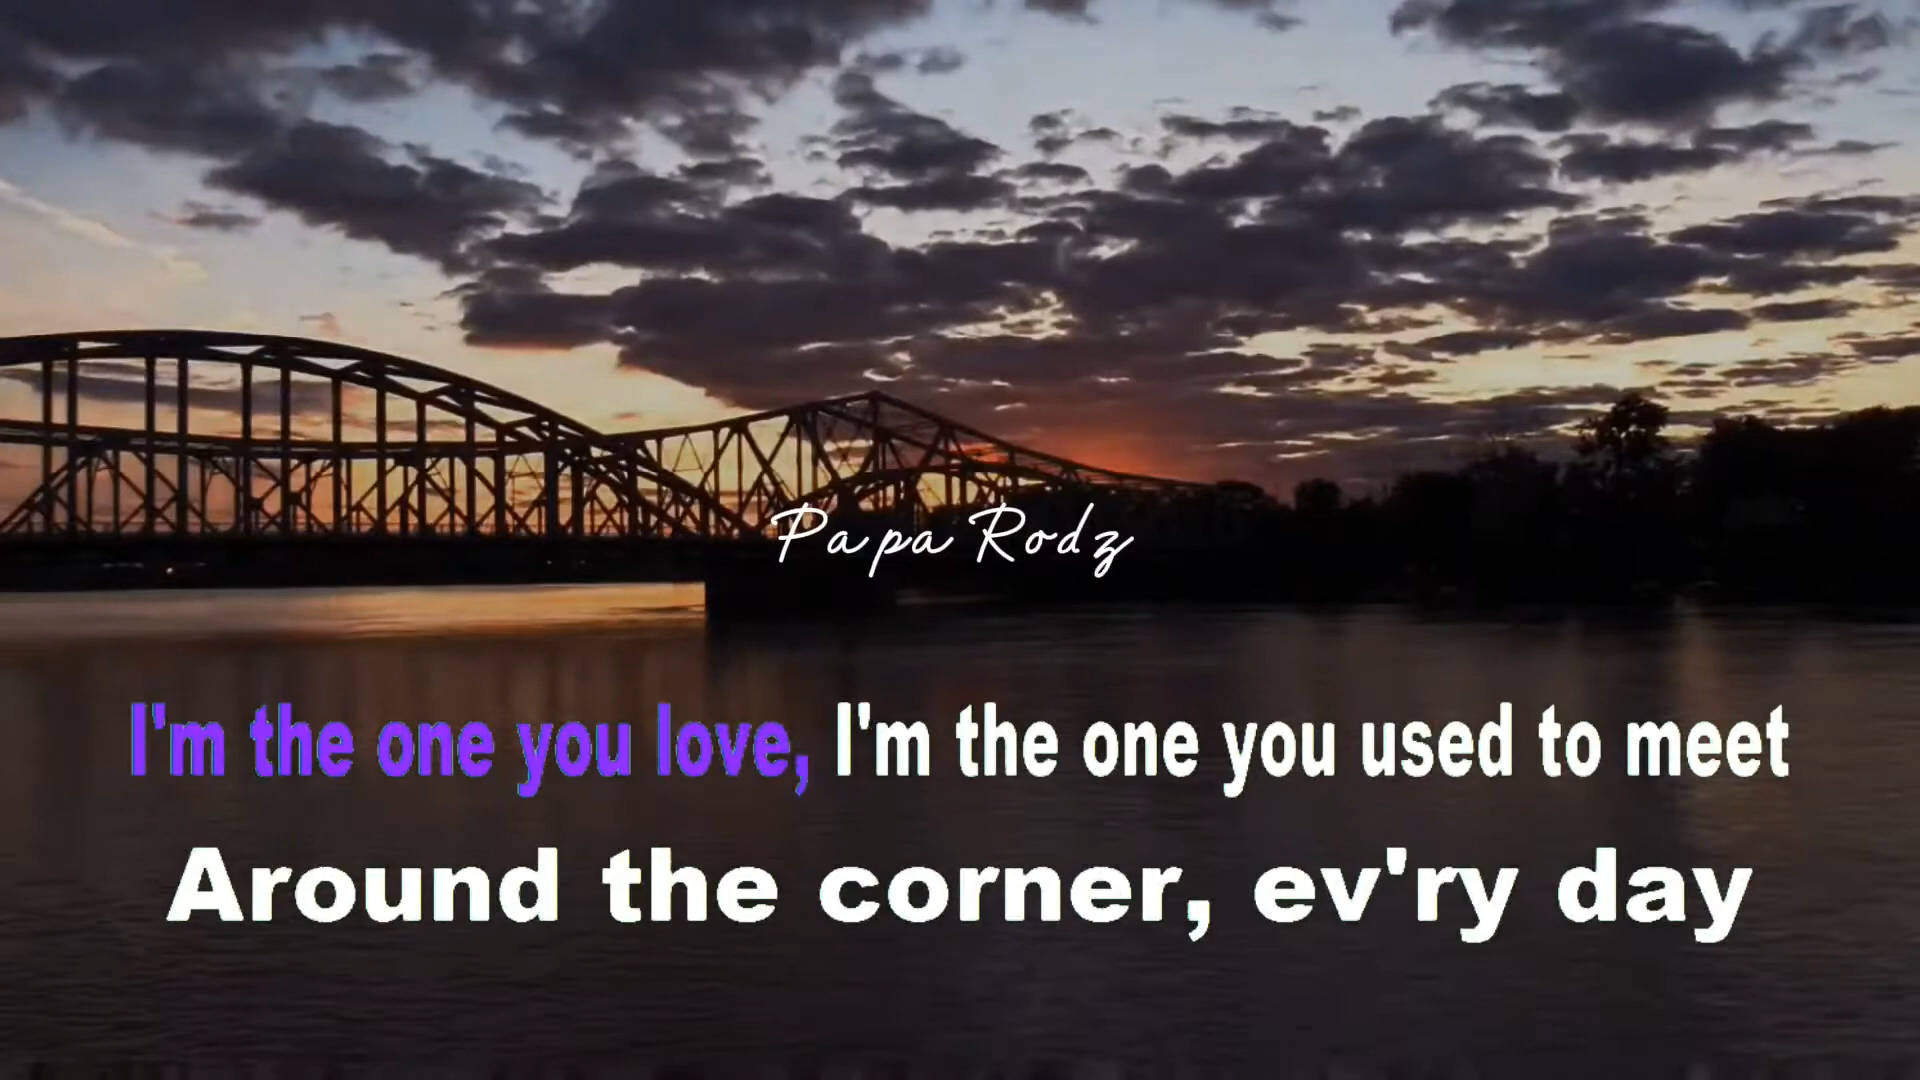 Papa Rodz
I'm the one you love, I'm the one you used to meet
Around the corner, ev'ry day